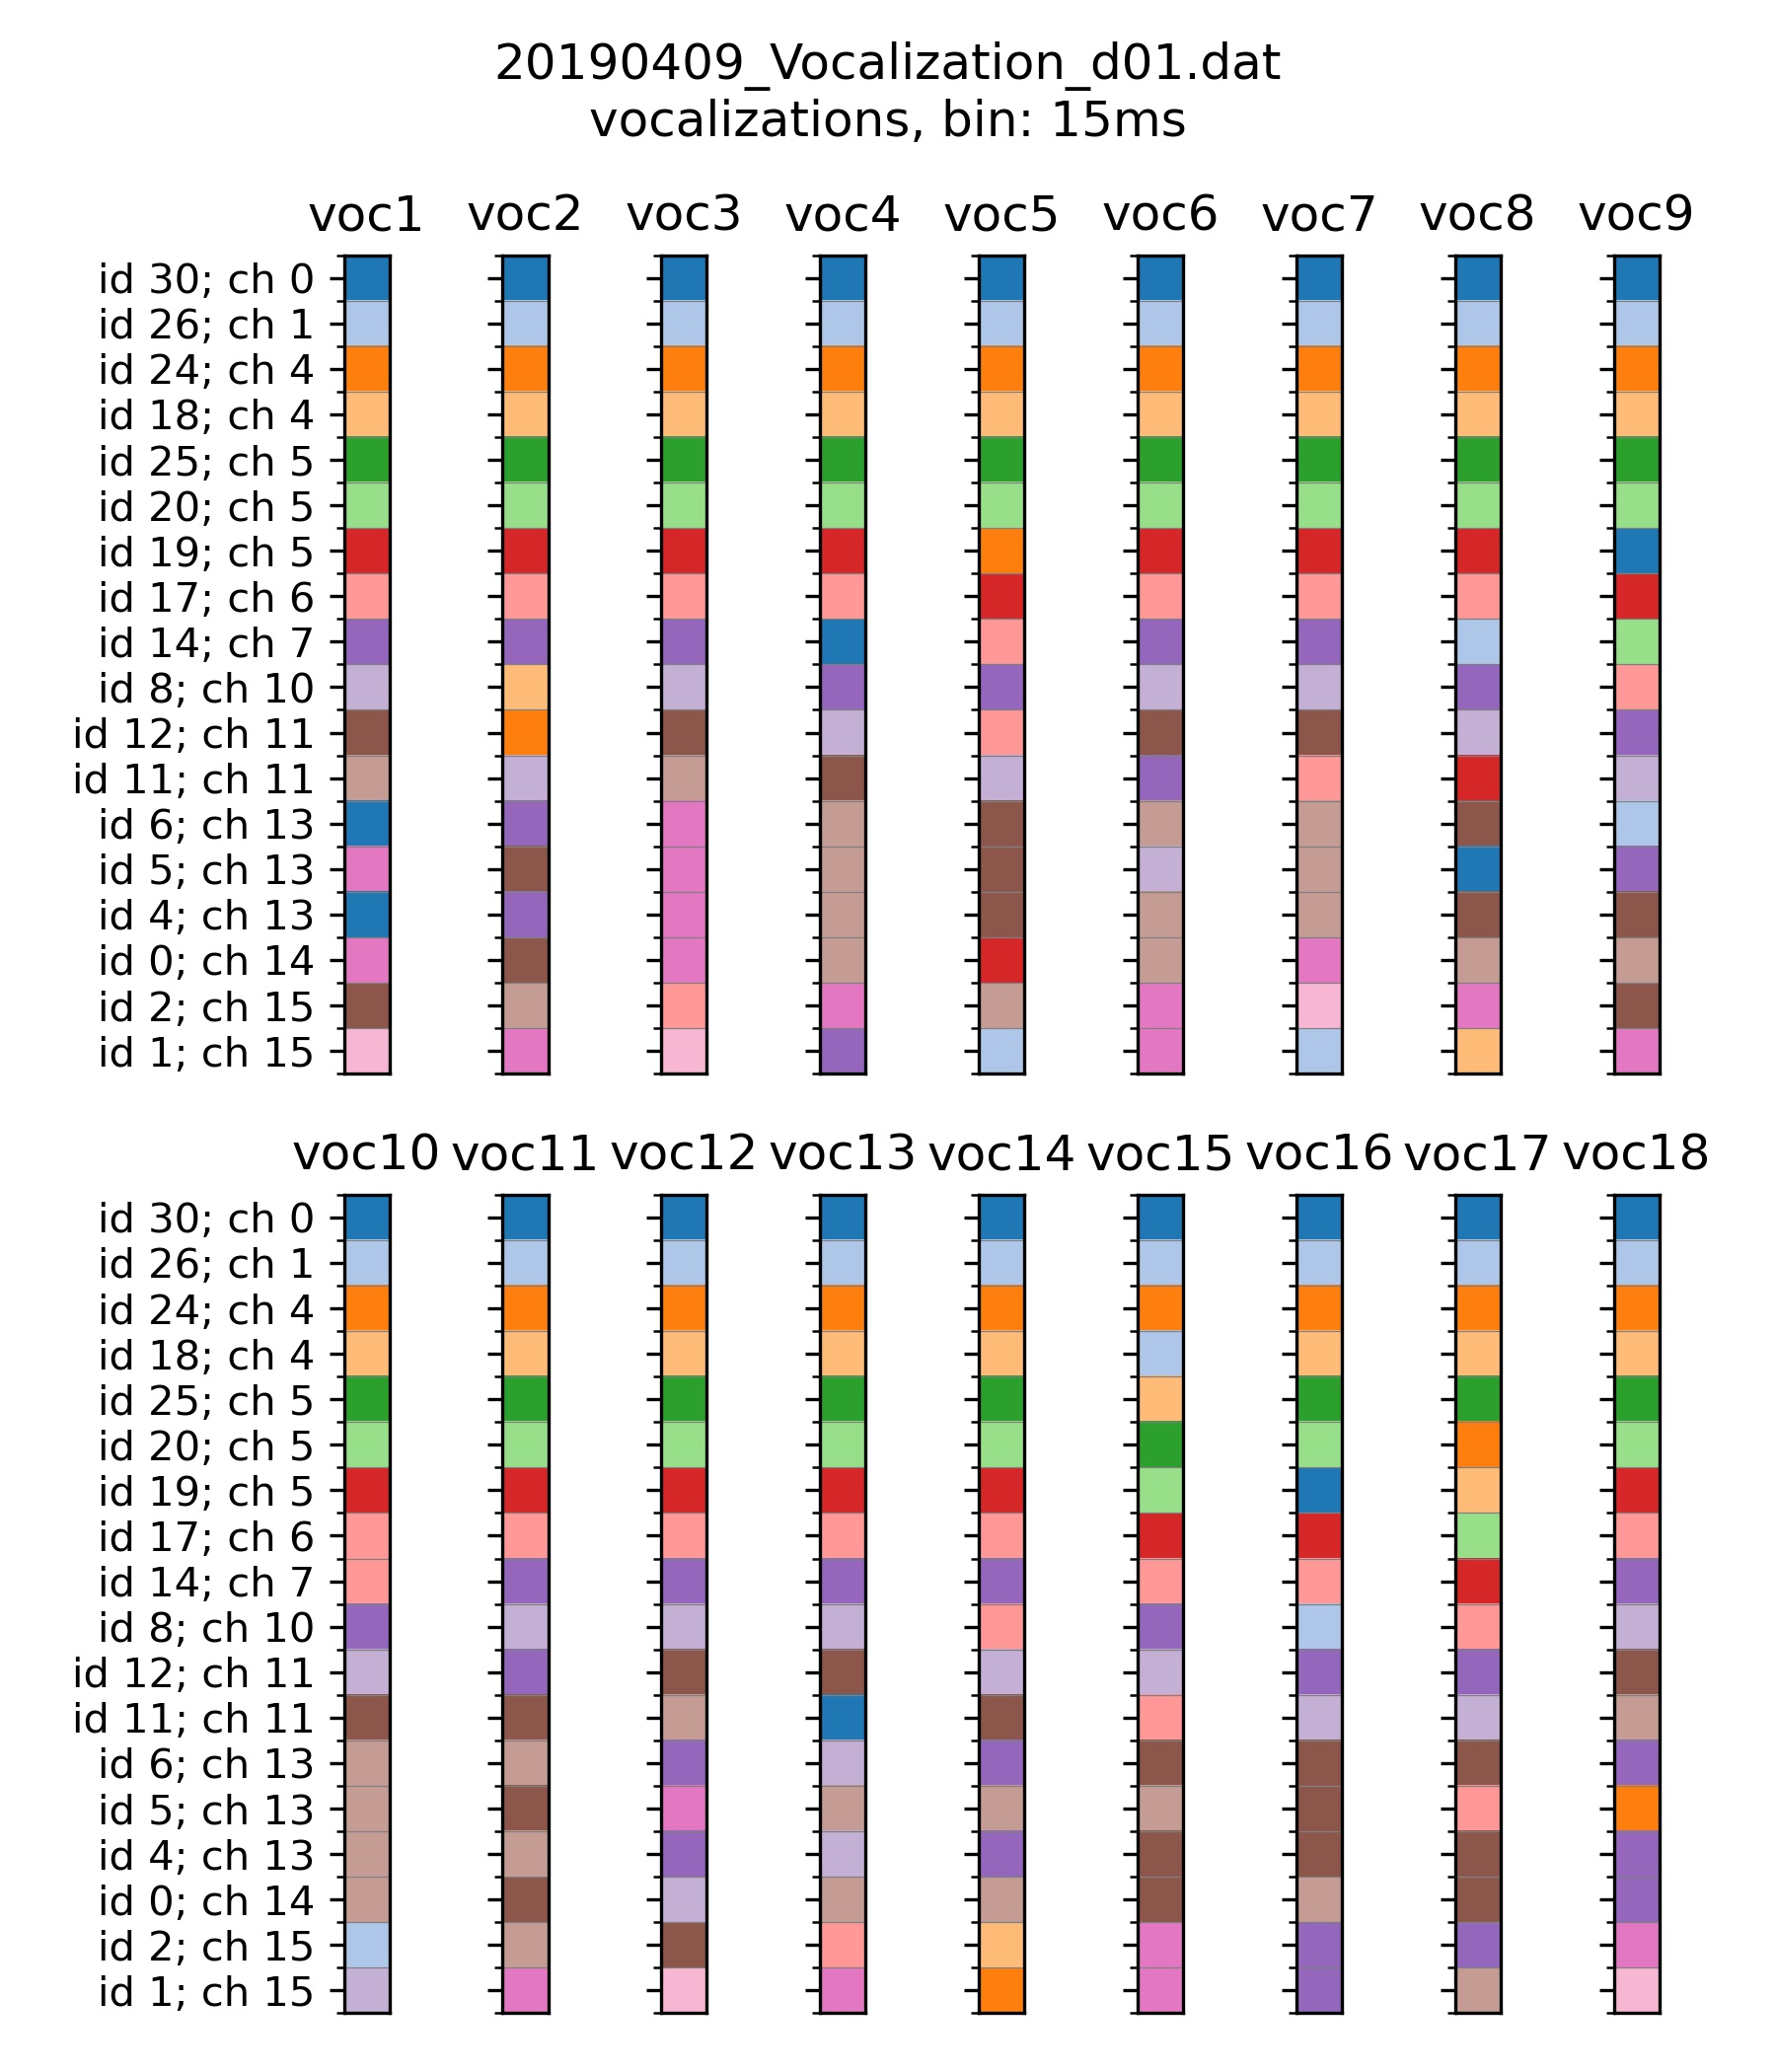 20190409_Vocalization_d01.dat
vocalizations, bin: 15ms
voc1 voc2 voc3 voc4 voc5 voc6 voc7 voc8 voc9
id 30; ch 0
id 26; ch 1
id 24; ch 4
id 18; ch 4
id 25; ch 5
id 20; ch 5
id 19; ch 5
id 17; ch 6
id 14; ch 7
id 8; ch 10
id 12; ch 11
id 11; ch 11
id 6; ch 13
id 5; ch 13
id 4; ch 13
id 0; ch 14
id 2; ch 15
id 1; ch 15
voc10 voc11 voc12 voc13 voc14 voc15 voc16 voc17 voc18
id 30; ch 0
id 26; ch 1
id 24; ch 4
id 18; ch 4
id 25; ch 5
id 20; ch 5
id 19; ch 5
id 17; ch 6
id 14; ch 7
id 8; ch 10
id 12; ch 11
id 11; ch 11
id 6; ch 13
id 5; ch 13
id 4; ch 13
id 0; ch 14
id 2; ch 15
id 1; ch 15